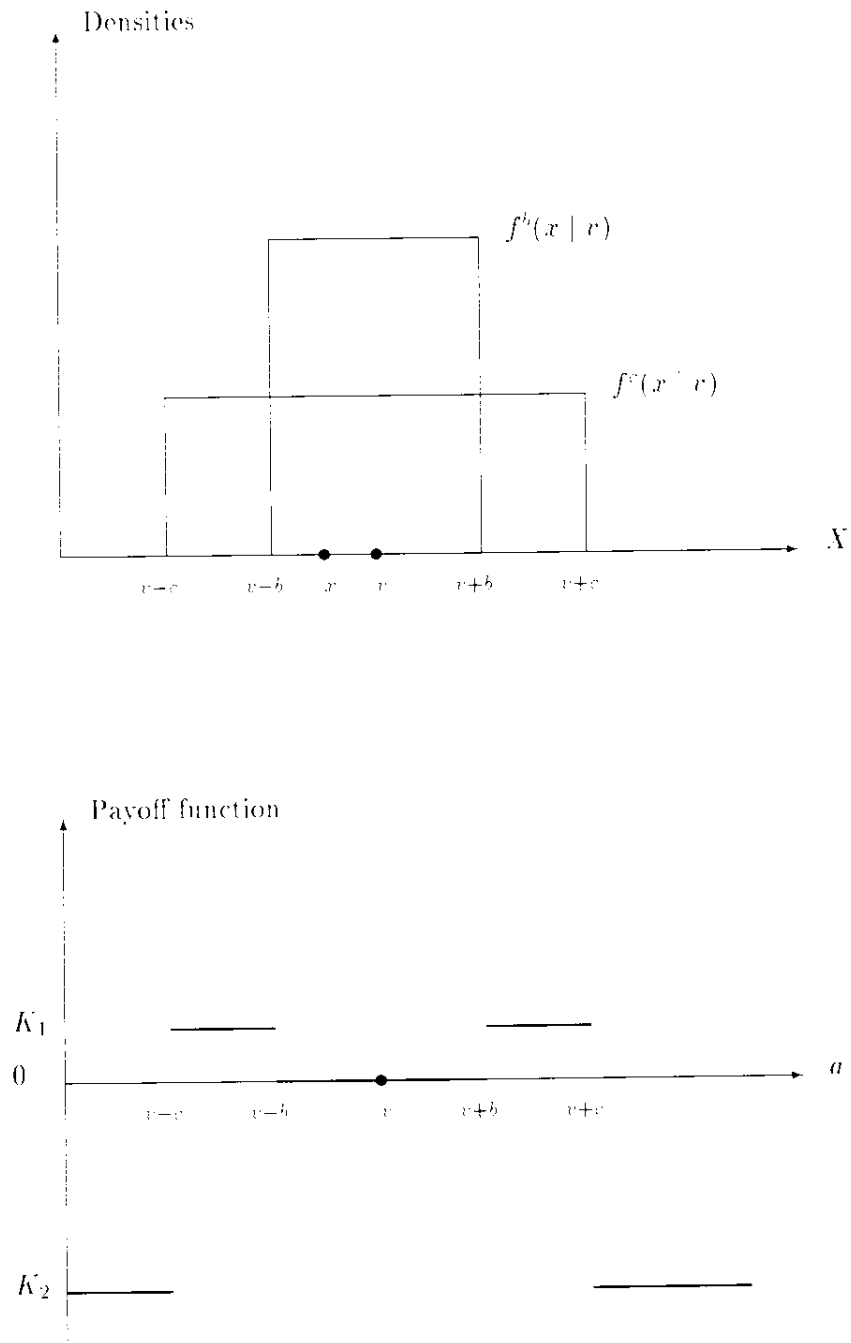 Densities
f^b(x | v)
f^c(x | v)
X
v−c v−b x v v+b v+c
Payoff function
K_1
0
a
v−c v−b v v+b v+c
K_2